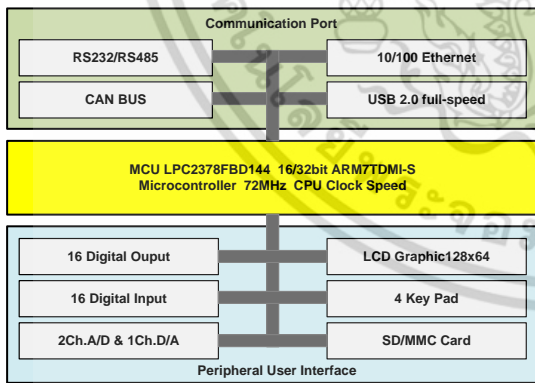 Communication Port
RS232/RS485
10/100 Ethernet
CAN BUS
USB 2.0 full-speed
MCU LPC2378FBD144 16/32bit ARM7TDMI-S
Microcontroller 72MHz CPU Clock Speed
16 Digital Ouput
LCD Graphic128x64
16 Digital Input
4 Key Pad
2Ch.A/D & 1Ch.D/A
SD/MMC Card
Peripheral User Interface